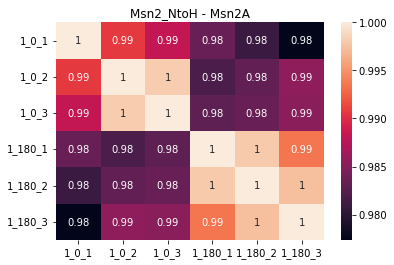 Msn2_NtoH - Msn2A
1_0_1 1 0.99 0.99 0.98 0.98 0.98
1_0_2 0.99 1 1 0.98 0.98 0.99
1_0_3 0.99 1 1 0.98 0.98 0.99
1_180_1 0.98 0.98 0.98 1 1 0.99
1_180_2 0.98 0.98 0.98 1 1 1
1_180_3 0.98 0.99 0.99 0.99 1 1
1_0_1 1_0_2 1_0_3 1_180_1 1_180_2 1_180_3
1.000
0.995
0.990
0.985
0.980